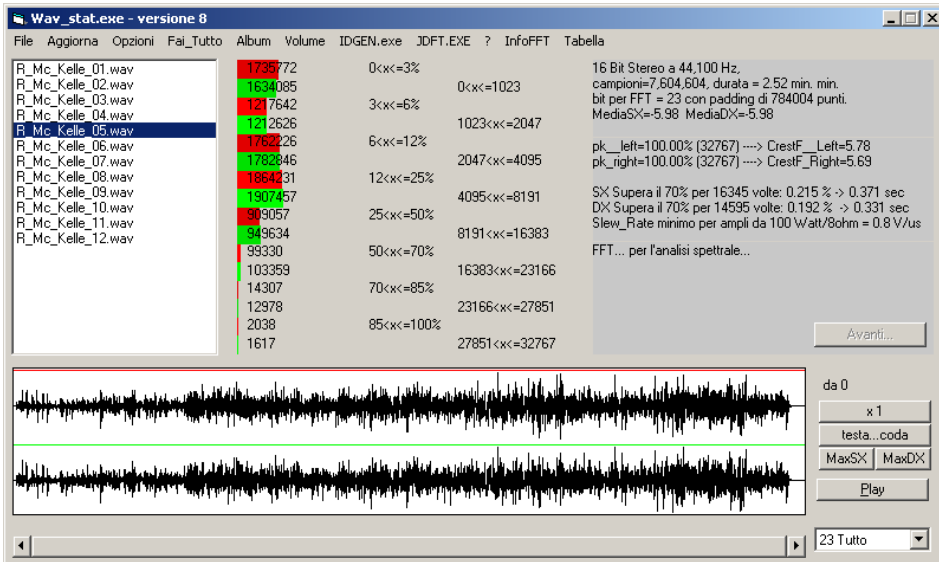 Wav_stat.exe - versione 8
File Aggiorna Opzioni Fai_Tutto Album Volume IDGEN.exe JDFT.EXE ? InfoFFT Tabella
R_Mc_Kelle_01.wav
R_Mc_Kelle_02.wav
R_Mc_Kelle_03.wav
R_Mc_Kelle_04.wav
R_Mc_Kelle_05.wav
R_Mc_Kelle_06.wav
R_Mc_Kelle_07.wav
R_Mc_Kelle_08.wav
R_Mc_Kelle_09.wav
R_Mc_Kelle_10.wav
R_Mc_Kelle_11.wav
R_Mc_Kelle_12.wav
1735772 0<x<=3%
1634085 0<x<=1023
1217642 3<x<=6%
1212626 1023<x<=2047
1762226 6<x<=12%
1782846 2047<x<=4095
1864231 12<x<=25%
1907457 4095<x<=8191
909057 25<x<=50%
949634 8191<x<=16383
99330 50<x<=70%
103359 16383<x<=23166
14307 70<x<=85%
12978 23166<x<=27851
2038 85<x<=100%
1617 27851<x<=32767
16 Bit Stereo a 44,100 Hz,
campioni=7,604,604, durata = 2.52 min. min.
bit per FFT = 23 con padding di 784004 punti.
MediaSX=-5.98 MediaDX=-5.98
pk__left=100.00% (32767) ----> CrestF__Left=5.78
pk_right=100.00% (32767) ----> CrestF_Right=5.69
SX Supera il 70% per 16345 volte: 0.215 % -> 0.371 sec
DX Supera il 70% per 14595 volte: 0.192 % -> 0.331 sec
Slew_Rate minimo per ampli da 100 Watt/8ohm = 0.8 V/us
FFT... per l'analisi spettrale...
Avanti...
da 0
x 1
testa...coda
MaxSX MaxDX
Play
23 Tutto